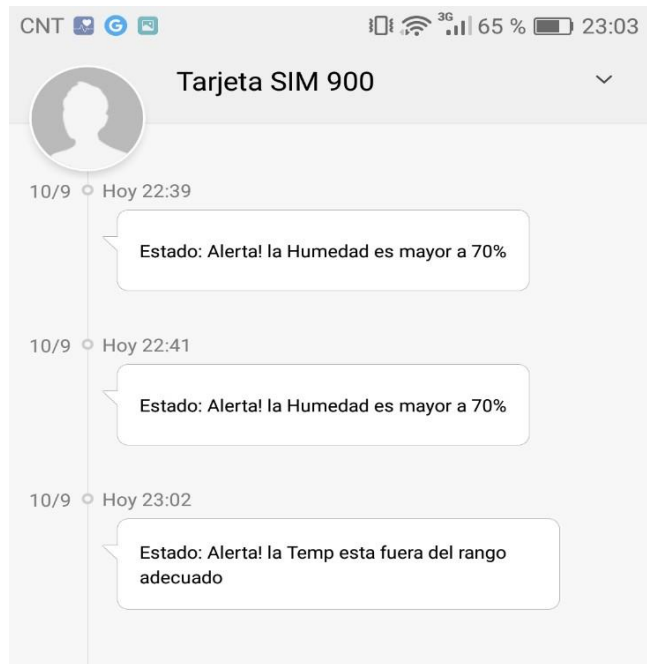 CNT 3G 65 % 23:03
Tarjeta SIM 900
10/9 Hoy 22:39
Estado: Alerta! la Humedad es mayor a 70%
10/9 Hoy 22:41
Estado: Alerta! la Humedad es mayor a 70%
10/9 Hoy 23:02
Estado: Alerta! la Temp esta fuera del rango
adecuado